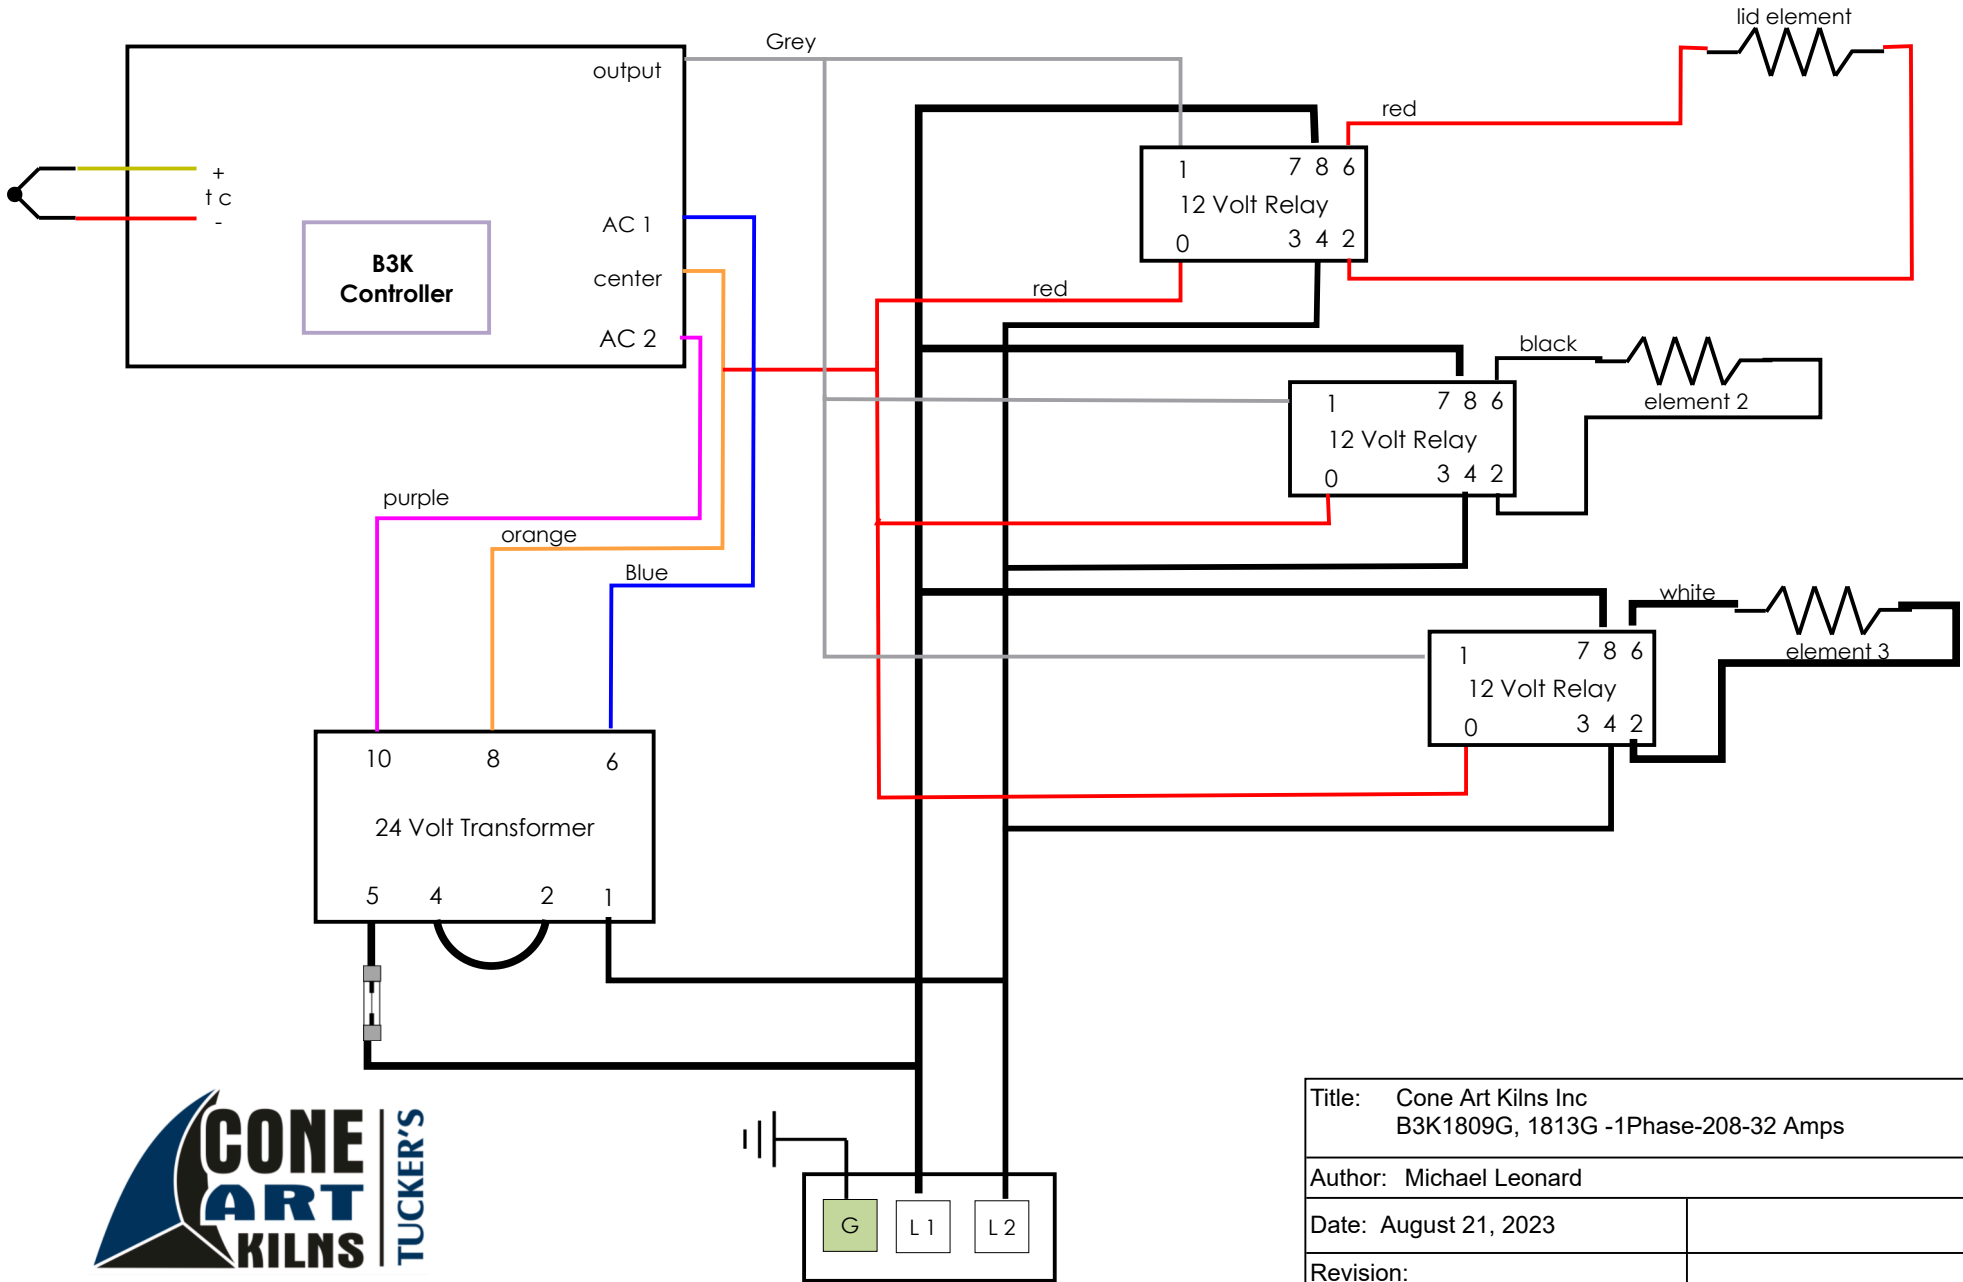 lid element
Grey
output
red
+
t c
-
1 7 8 6
12 Volt Relay
0 3 4 2
AC 1
B3K
Controller
center
AC 2
red
black
element 2
1 7 8 6
12 Volt Relay
0 3 4 2
purple
orange
Blue
white
element 3
1 7 8 6
12 Volt Relay
0 3 4 2
10 8 6
24 Volt Transformer
5 4 2 1
CONE
ART
KILNS
TUCKER'S
G L 1 L 2
Title: Cone Art Kilns Inc
B3K1809G, 1813G -1Phase-208-32 Amps
Author: Michael Leonard
Date: August 21, 2023
Revision: